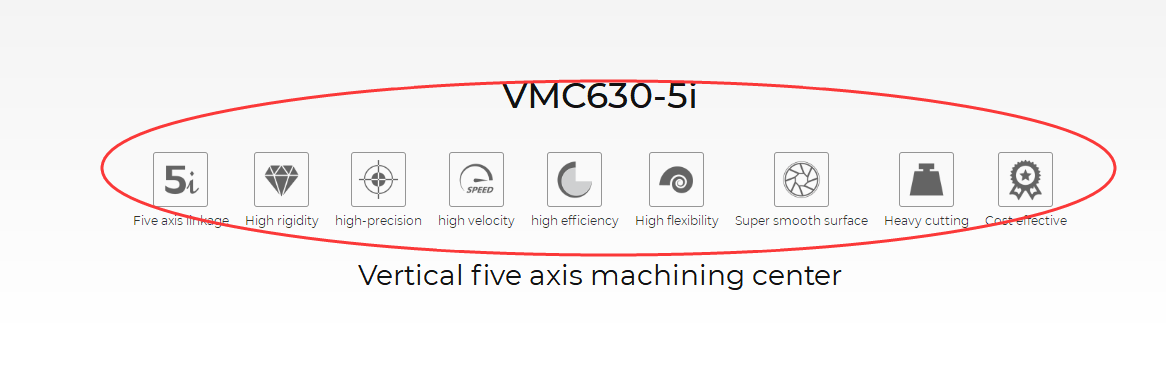 VMC630-5i
5i
SPEED
Five axis linkage High rigidity high-precision high velocity high efficiency High flexibility Super smooth surface Heavy cutting Cost effective
Vertical five axis machining center